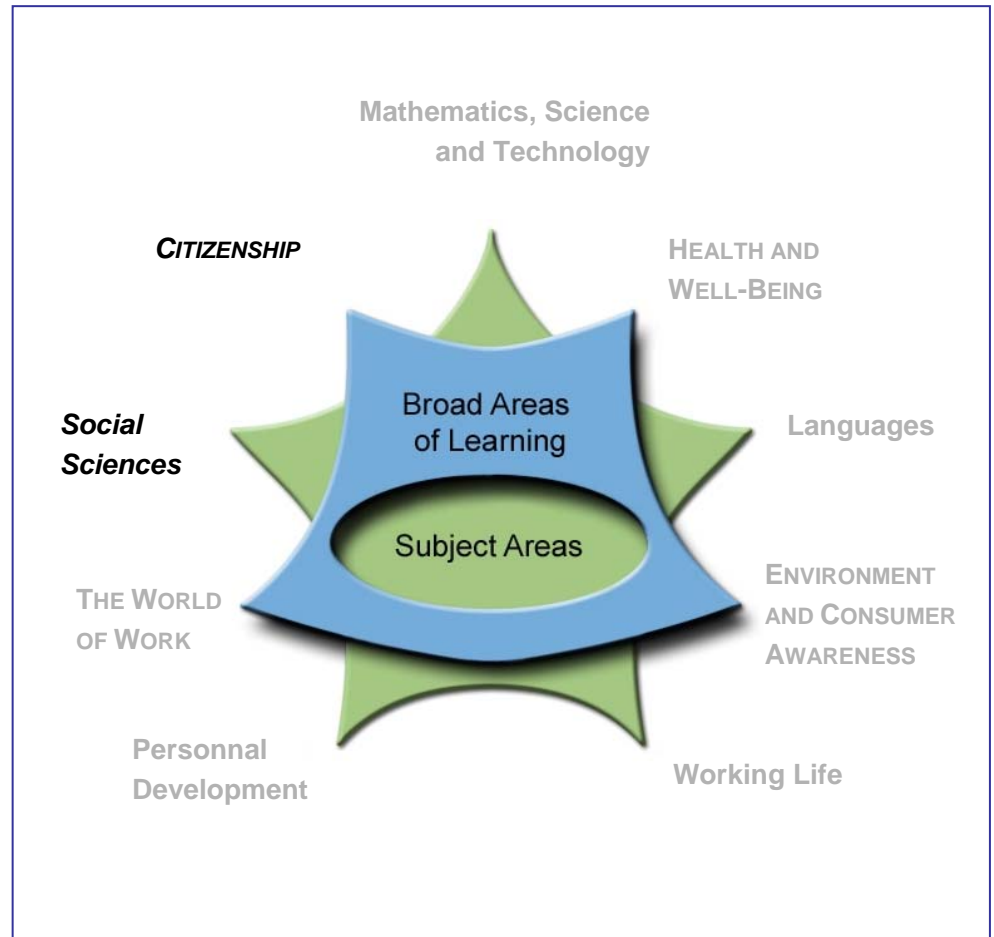 Mathematics, Science
and Technology
CITIZENSHIP
HEALTH AND
WELL-BEING
Broad Areas
of Learning
Social
Sciences
Languages
Subject Areas
THE WORLD
OF WORK
ENVIRONMENT
AND CONSUMER
AWARENESS
Personnal
Development
Working Life